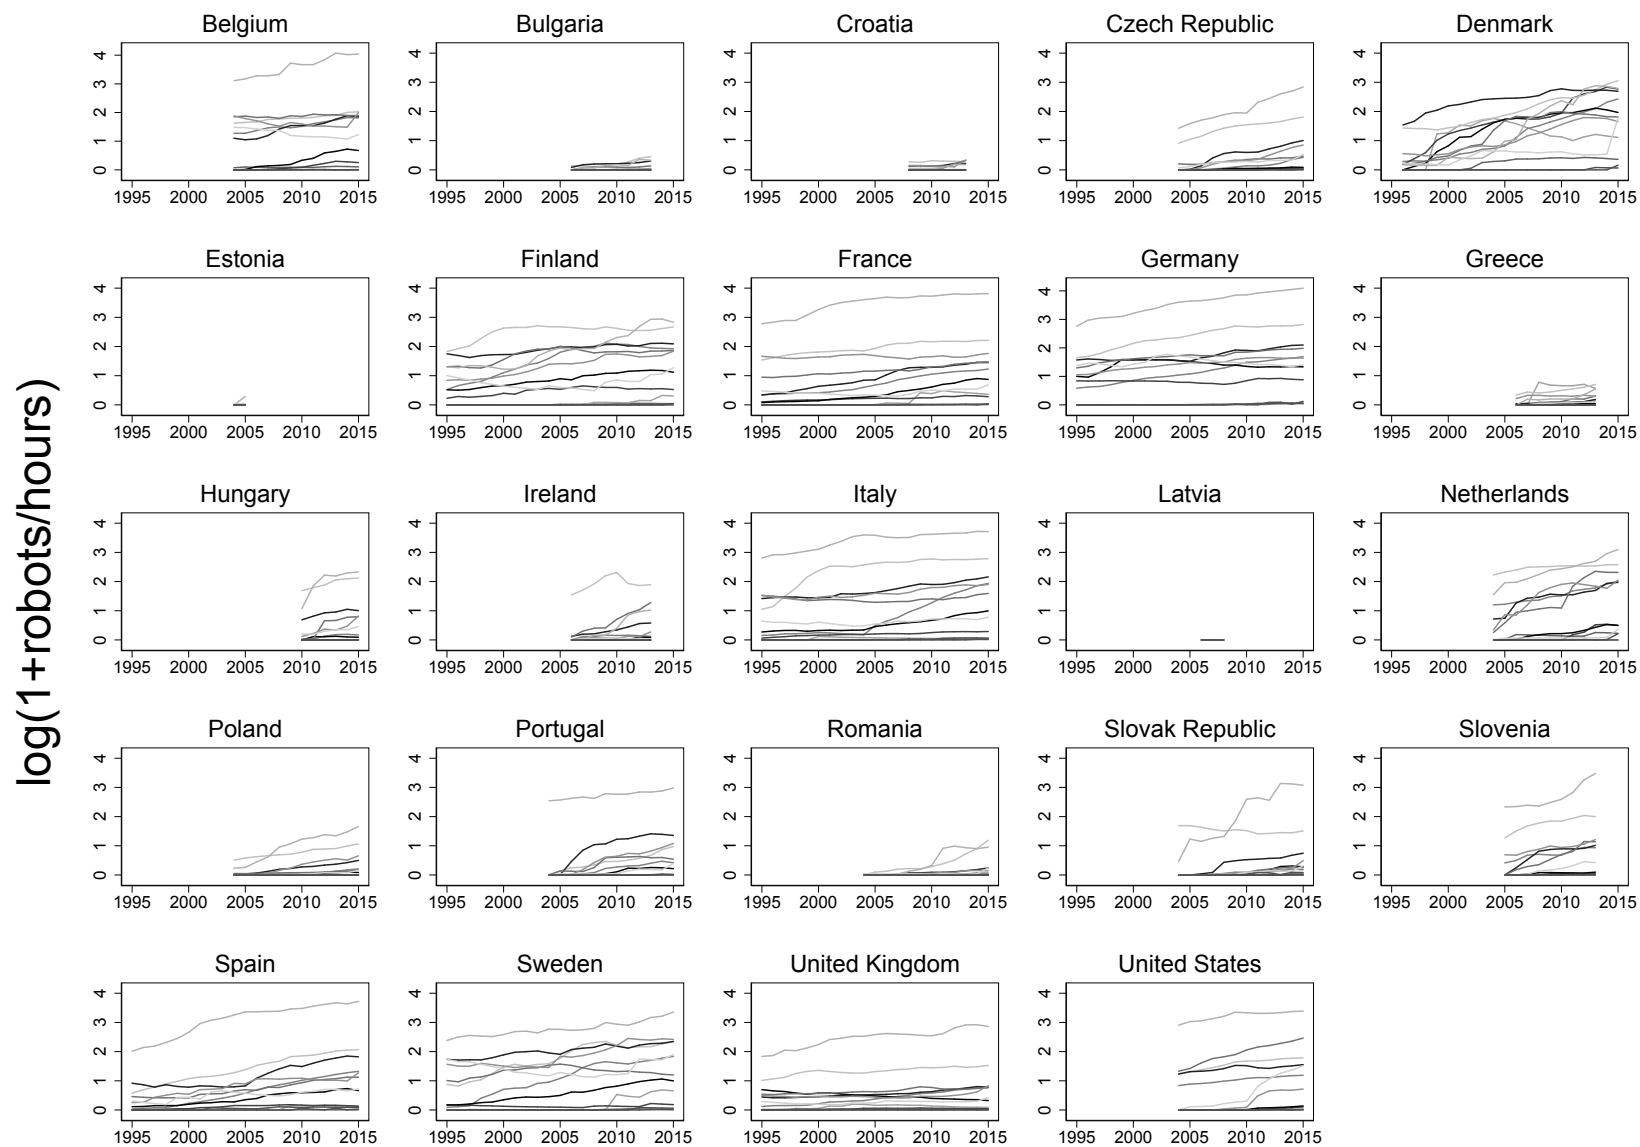 Belgium Bulgaria Croatia Czech Republic Denmark
4 4 4 4 4
3 3 3 3 3
2 2 2 2 2
1 1 1 1 1
0 0 0 0 0
1995 2000 2005 2010 2015 1995 2000 2005 2010 2015 1995 2000 2005 2010 2015 1995 2000 2005 2010 2015 1995 2000 2005 2010 2015
Estonia Finland France Germany Greece
4 4 4 4 4
3 3 3 3 3
2 2 2 2 2
1 1 1 1 1
0 0 0 0 0
1995 2000 2005 2010 2015 1995 2000 2005 2010 2015 1995 2000 2005 2010 2015 1995 2000 2005 2010 2015 1995 2000 2005 2010 2015
log(1+robots/hours)
Hungary Ireland Italy Latvia Netherlands
4 4 4 4 4
3 3 3 3 3
2 2 2 2 2
1 1 1 1 1
0 0 0 0 0
1995 2000 2005 2010 2015 1995 2000 2005 2010 2015 1995 2000 2005 2010 2015 1995 2000 2005 2010 2015 1995 2000 2005 2010 2015
Poland Portugal Romania Slovak Republic Slovenia
4 4 4 4 4
3 3 3 3 3
2 2 2 2 2
1 1 1 1 1
0 0 0 0 0
1995 2000 2005 2010 2015 1995 2000 2005 2010 2015 1995 2000 2005 2010 2015 1995 2000 2005 2010 2015 1995 2000 2005 2010 2015
Spain Sweden United Kingdom United States
4 4 4 4
3 3 3 3
2 2 2 2
1 1 1 1
0 0 0 0
1995 2000 2005 2010 2015 1995 2000 2005 2010 2015 1995 2000 2005 2010 2015 1995 2000 2005 2010 2015